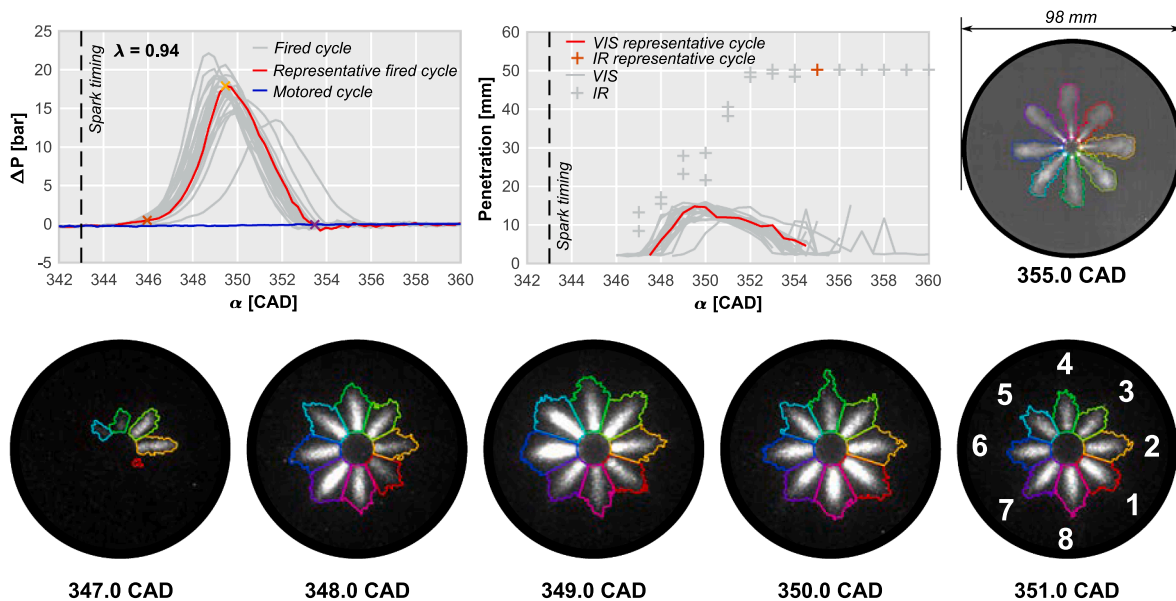 λ = 0.94
Fired cycle
Representative fired cycle
Motored cycle
Spark timing
ΔP [bar]
25
20
15
10
5
0
-5
342 344 346 348 350 352 354 356 358 360
α [CAD]
VIS representative cycle
IR representative cycle
VIS
IR
Spark timing
Penetration [mm]
60
50
40
30
20
10
0
342 344 346 348 350 352 354 356 358 360
α [CAD]
98 mm
355.0 CAD
347.0 CAD
348.0 CAD
349.0 CAD
350.0 CAD
4
5 3
6 2
7 1
8
351.0 CAD